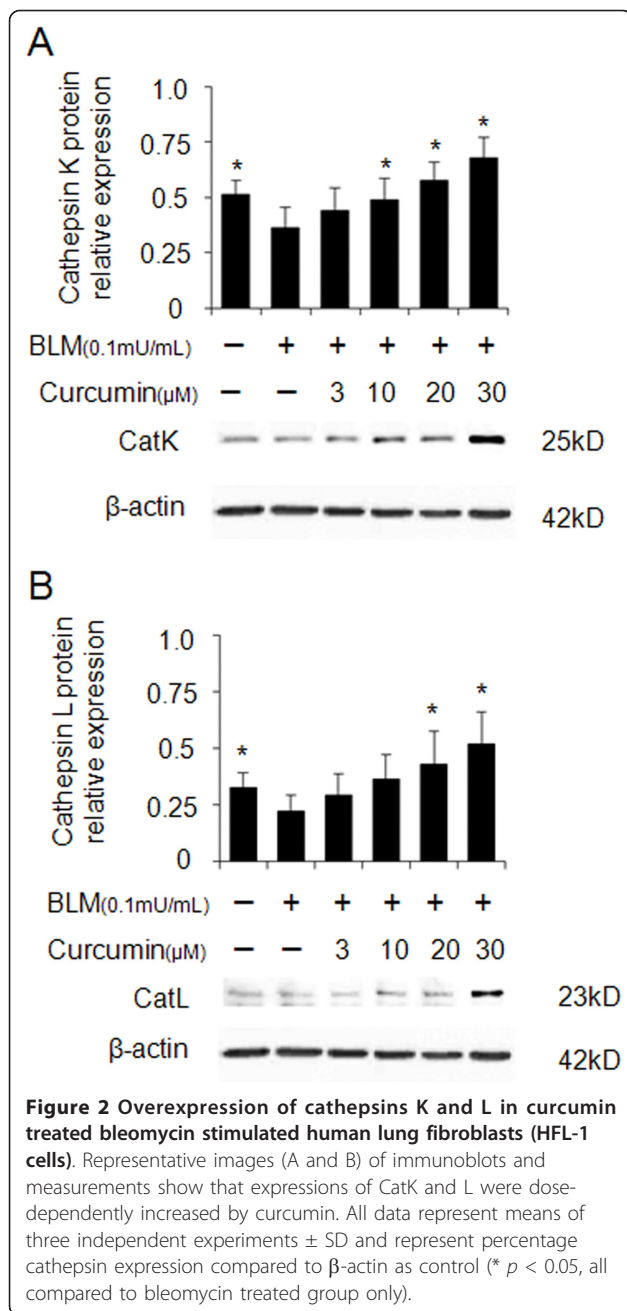 A
Cathepsin K protein
relative expression
1.0
0.75
0.5
0.25
0
* * * *
BLM(0.1mU/mL) − + + + + +
Curcumin(µM) − − 3 10 20 30
CatK 25kD
β-actin 42kD
B
Cathepsin L protein
relative expression
1.0
0.75
0.5
0.25
0
* * *
BLM(0.1mU/mL) − + + + + +
Curcumin(µM) − − 3 10 20 30
CatL 23kD
β-actin 42kD
Figure 2 Overexpression of cathepsins K and L in curcumin
treated bleomycin stimulated human lung fibroblasts (HFL-1
cells). Representative images (A and B) of immunoblots and
measurements show that expressions of CatK and L were dose-
dependently increased by curcumin. All data represent means of
three independent experiments ± SD and represent percentage
cathepsin expression compared to β-actin as control (* p < 0.05, all
compared to bleomycin treated group only).